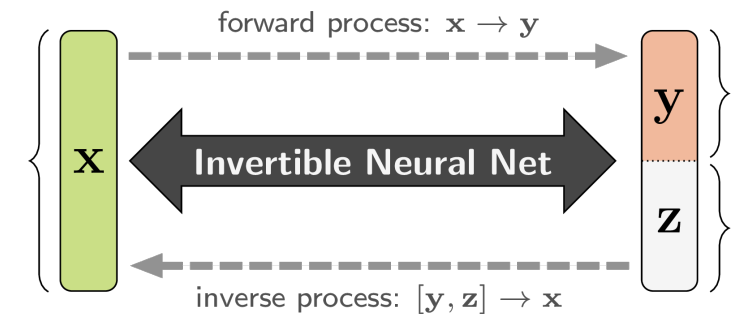 forward process: x → y
x
Invertible Neural Net
y
z
inverse process: [y, z] → x